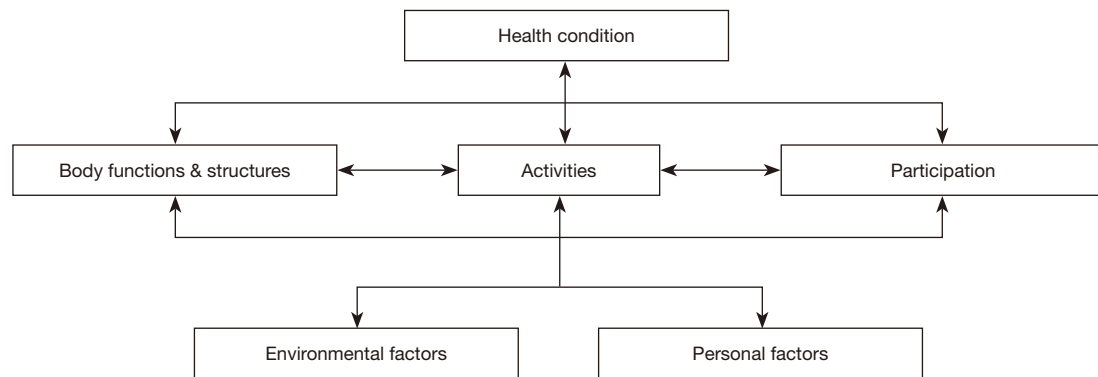 Health condition
Body functions & structures
Activities
Participation
Environmental factors
Personal factors